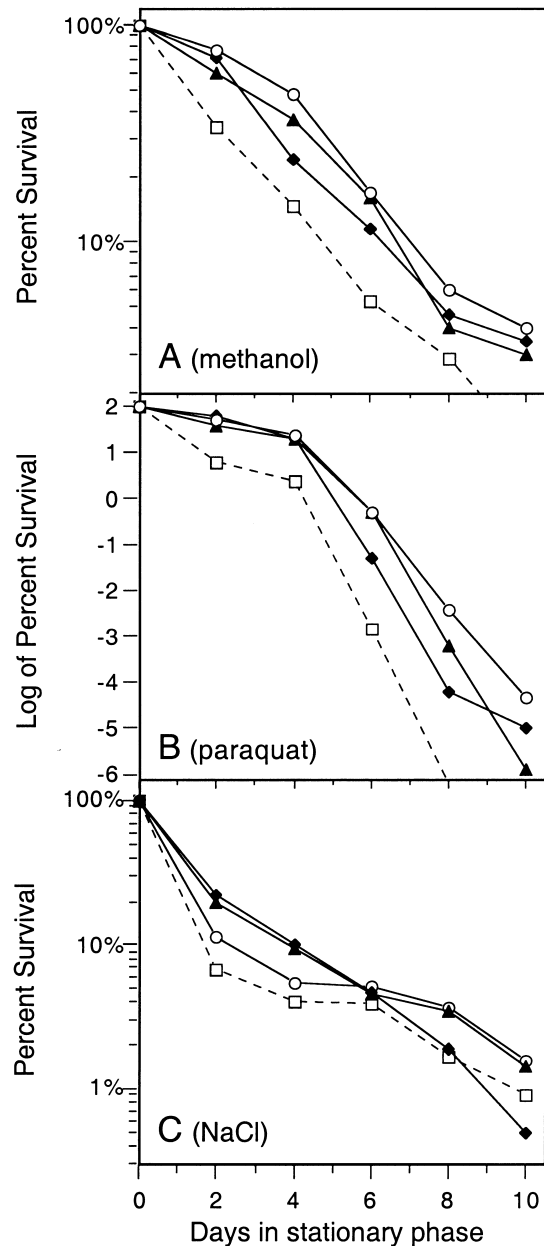 100%
Percent Survival
10%
A (methanol)
2
1
0
-1
-2
-3
-4
-5
-6
Log of Percent Survival
B (paraquat)
100%
10%
1%
Percent Survival
C (NaCl)
0 2 4 6 8 10
Days in stationary phase